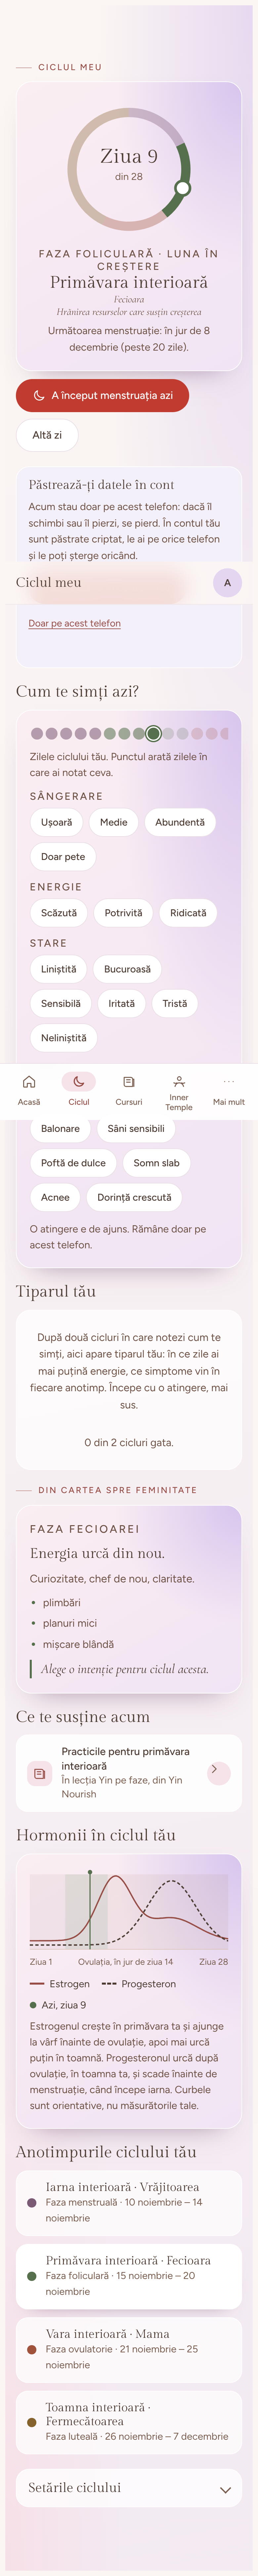 CICLUL MEU
Ziua 9
din 28
FAZA FOLICULARĂ · LUNA ÎN
CREȘTERE
Primăvara interioară
Fecioara
Hrănirea resurselor care susțin creșterea
Următoarea menstruație: în jur de 8
decembrie (peste 20 zile).
A început menstruația azi
Altă zi
Păstrează-ți datele în cont
Acum stau doar pe acest telefon: dacă îl
schimbi sau îl pierzi, se pierd. În contul tău
sunt păstrate criptat, le ai pe orice telefon
și le poți șterge oricând.
Ciclul meu
A
Doar pe acest telefon
Cum te simți azi?
Zilele ciclului tău. Punctul arată zilele în
care ai notat ceva.
SÂNGERARE
Ușoară Medie Abundentă
Doar pete
ENERGIE
Scăzută Potrivită Ridicată
STARE
Liniștită Bucuroasă
Sensibilă Iritată Tristă
Neliniștită
Acasă Ciclul Cursuri Inner Temple Mai mult
Balonare Sâni sensibili
Poftă de dulce Somn slab
Acnee Dorință crescută
O atingere e de ajuns. Rămâne doar pe
acest telefon.
Tiparul tău
După două cicluri în care notezi cum te
simți, aici apare tiparul tău: în ce zile ai
mai puțină energie, ce simptome vin în
fiecare anotimp. Începe cu o atingere, mai
sus.
0 din 2 cicluri gata.
DIN CARTEA SPRE FEMINITATE
FAZA FECIOAREI
Energia urcă din nou.
Curiozitate, chef de nou, claritate.
• plimbări
• planuri mici
• mișcare blândă
Alege o intenție pentru ciclul acesta.
Ce te susține acum
Practicile pentru primăvara
interioară
În lecția Yin pe faze, din Yin
Nourish
Hormonii în ciclul tău
Ziua 1 Ovulația, în jur de ziua 14 Ziua 28
Estrogen Progesteron
Azi, ziua 9
Estrogenul crește în primăvara ta și ajunge
la vârf înainte de ovulație, apoi mai urcă
puțin în toamnă. Progesteronul urcă după
ovulație, în toamna ta, și scade înainte de
menstruație, când începe iarna. Curbele
sunt orientative, nu măsurătorile tale.
Anotimpurile ciclului tău
Iarna interioară · Vrăjitoarea
Faza menstruală · 10 noiembrie – 14
noiembrie
Primăvara interioară · Fecioara
Faza foliculară · 15 noiembrie – 20
noiembrie
Vara interioară · Mama
Faza ovulatorie · 21 noiembrie – 25
noiembrie
Toamna interioară ·
Fermecătoarea
Faza luteală · 26 noiembrie – 7 decembrie
Setările ciclului